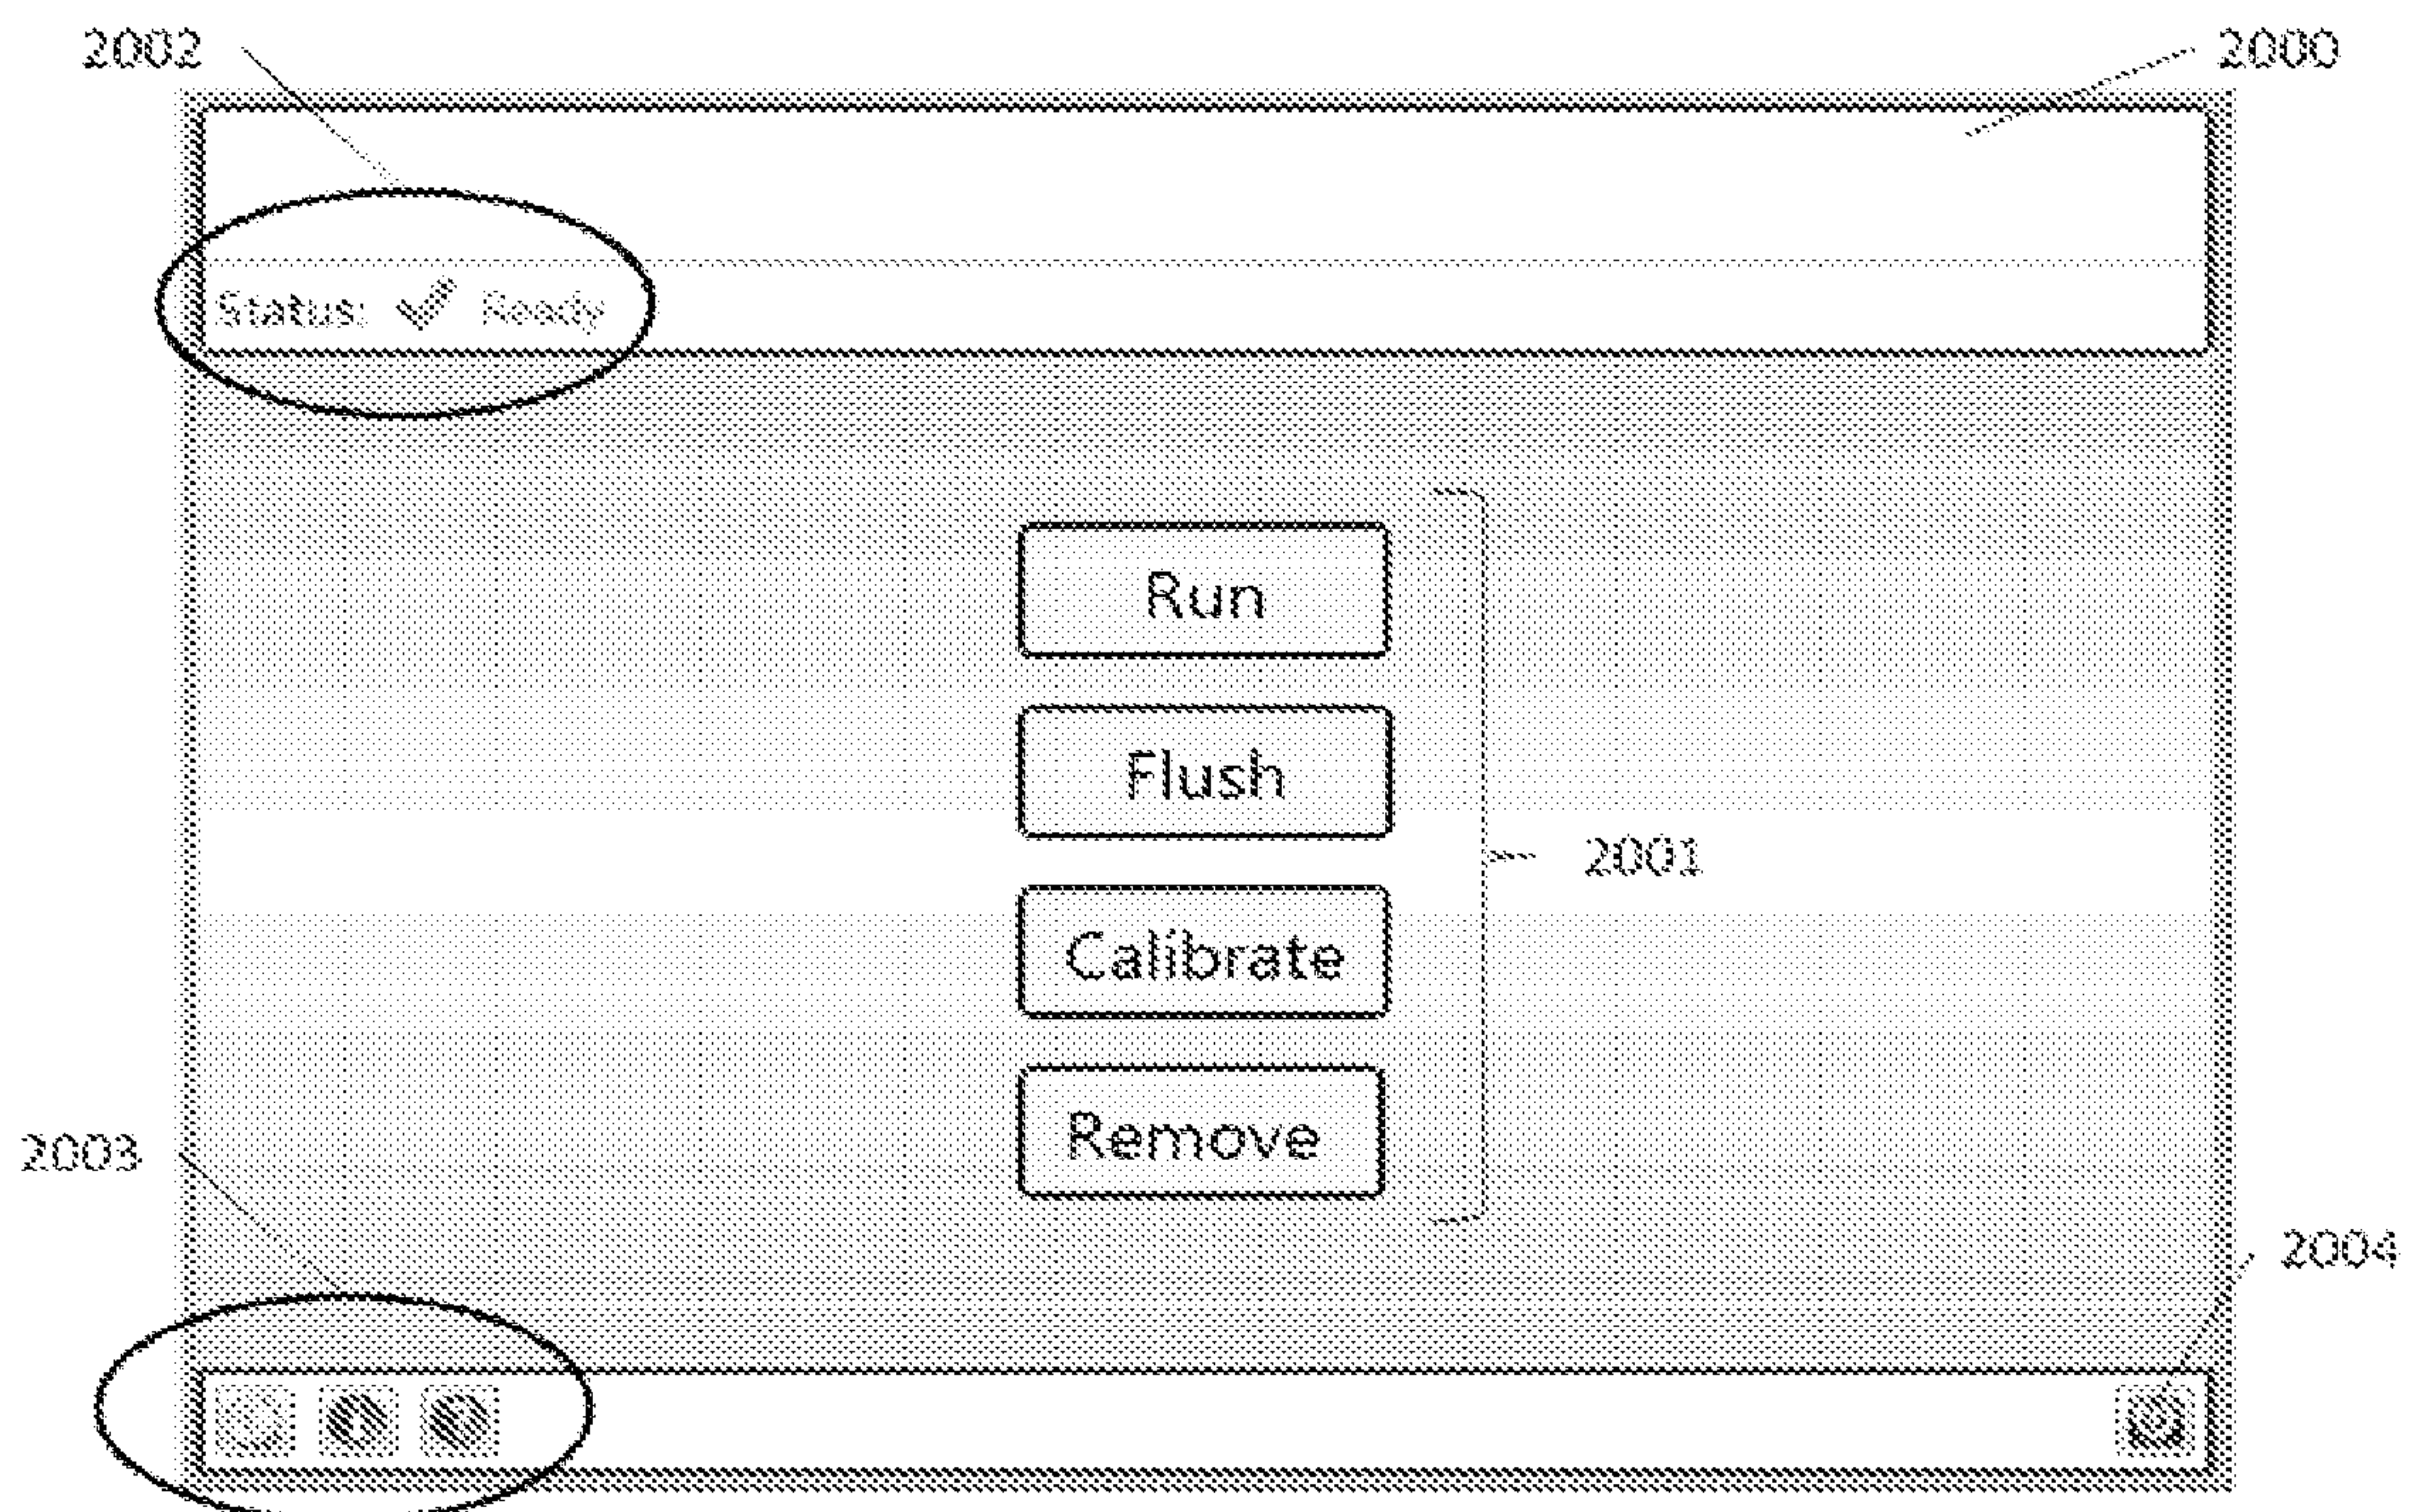 2002
2000
Status: Ready
Run
Flush
2001
Calibrate
Remove
2003
2004